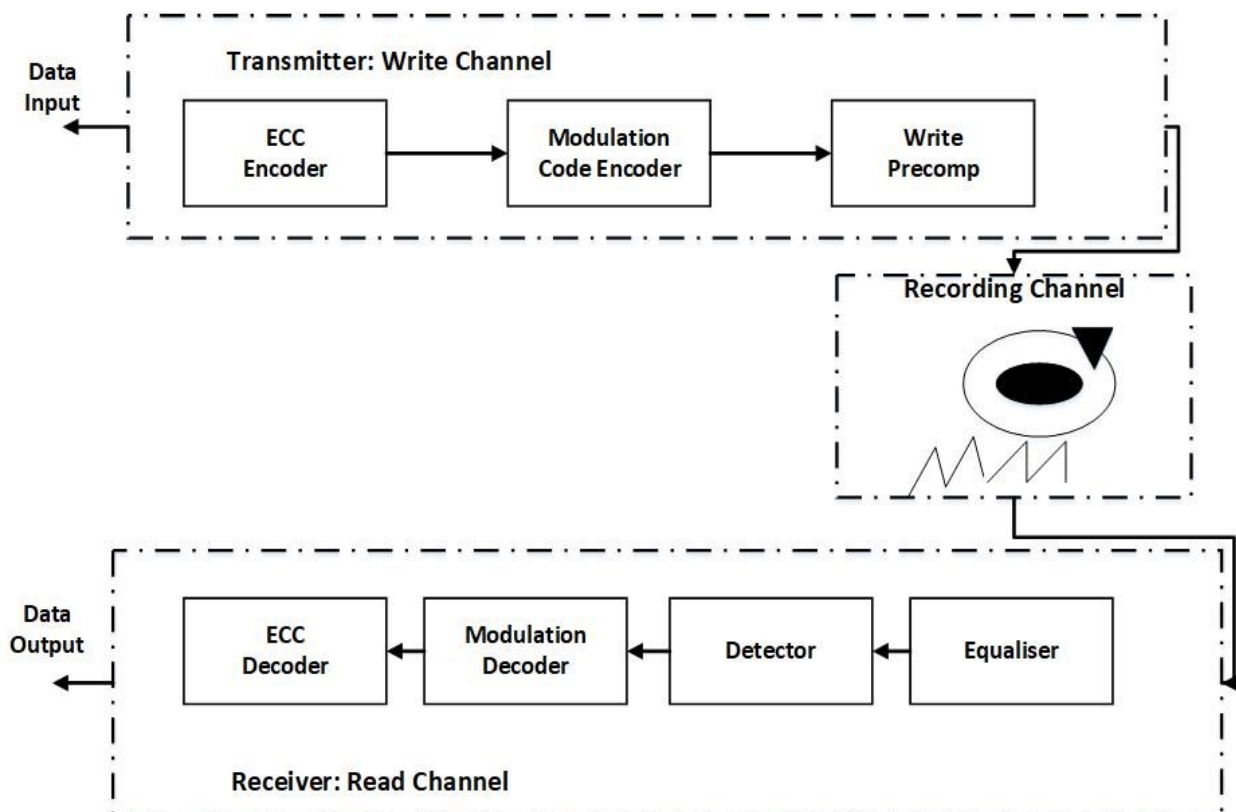 Transmitter: Write Channel
Data
Input
ECC
Encoder
Modulation
Code Encoder
Write
Precomp
Recording Channel
Data
Output
ECC
Decoder
Modulation
Decoder
Detector
Equaliser
Receiver: Read Channel